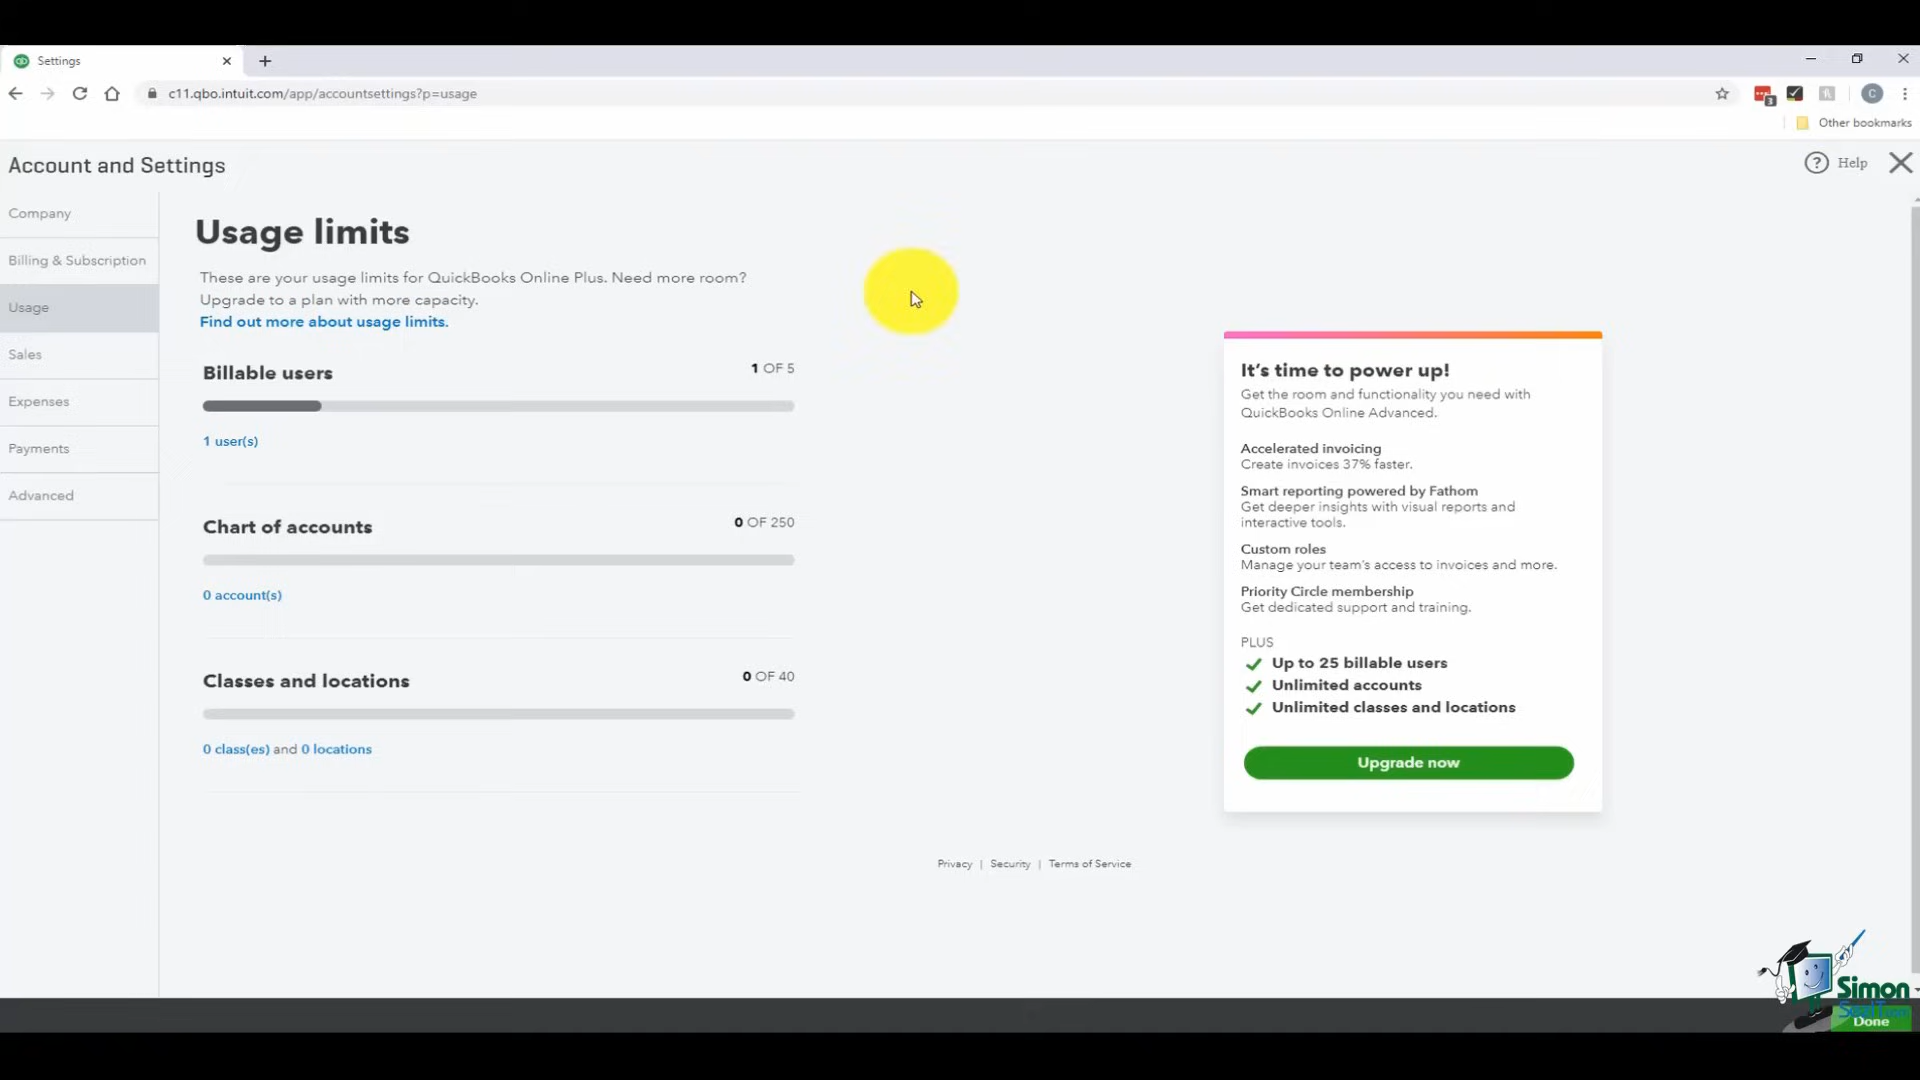 Settings
c11.qbo.intuit.com/app/accountsettings?p=usage
3
C
Other bookmarks
Account and Settings
? Help
Company
Billing & Subscription
Usage
Sales
Expenses
Payments
Advanced
Usage limits
These are your usage limits for QuickBooks Online Plus. Need more room?
Upgrade to a plan with more capacity.
Find out more about usage limits.
Billable users
1 OF 5
1 user(s)
Chart of accounts
0 OF 250
0 account(s)
Classes and locations
0 OF 40
0 class(es) and 0 locations
It's time to power up!
Get the room and functionality you need with
QuickBooks Online Advanced.
Accelerated invoicing
Create invoices 37% faster.
Smart reporting powered by Fathom
Get deeper insights with visual reports and
interactive tools.
Custom roles
Manage your team's access to invoices and more.
Priority Circle membership
Get dedicated support and training.
PLUS
Up to 25 billable users
Unlimited accounts
Unlimited classes and locations
Upgrade now
Privacy | Security | Terms of Service
Simon
SezIT.com
Done